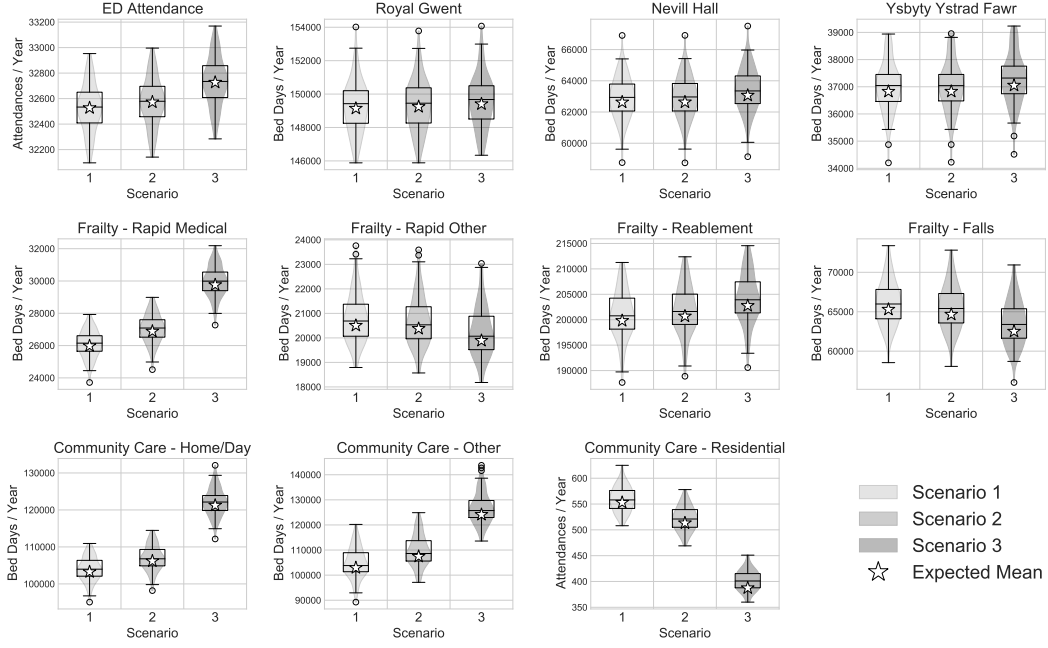 ED Attendance
Attendances / Year
33200
33000
32800
32600
32400
32200
1 2 3
Scenario
Royal Gwent
Bed Days / Year
154000
152000
150000
148000
146000
1 2 3
Scenario
Nevill Hall
Bed Days / Year
66000
64000
62000
60000
1 2 3
Scenario
Ysbyty Ystrad Fawr
Bed Days / Year
39000
38000
37000
36000
35000
34000
1 2 3
Scenario
Frailty - Rapid Medical
Bed Days / Year
32000
30000
28000
26000
24000
1 2 3
Scenario
Frailty - Rapid Other
Bed Days / Year
24000
23000
22000
21000
20000
19000
18000
1 2 3
Scenario
Frailty - Reablement
Bed Days / Year
215000
210000
205000
200000
195000
190000
1 2 3
Scenario
Frailty - Falls
Bed Days / Year
70000
65000
60000
1 2 3
Scenario
Community Care - Home/Day
Bed Days / Year
130000
120000
110000
100000
1 2 3
Scenario
Community Care - Other
Bed Days / Year
140000
130000
120000
110000
100000
90000
1 2 3
Scenario
Community Care - Residential
Attendances / Year
600
550
500
450
400
350
1 2 3
Scenario
Scenario 1
Scenario 2
Scenario 3
Expected Mean